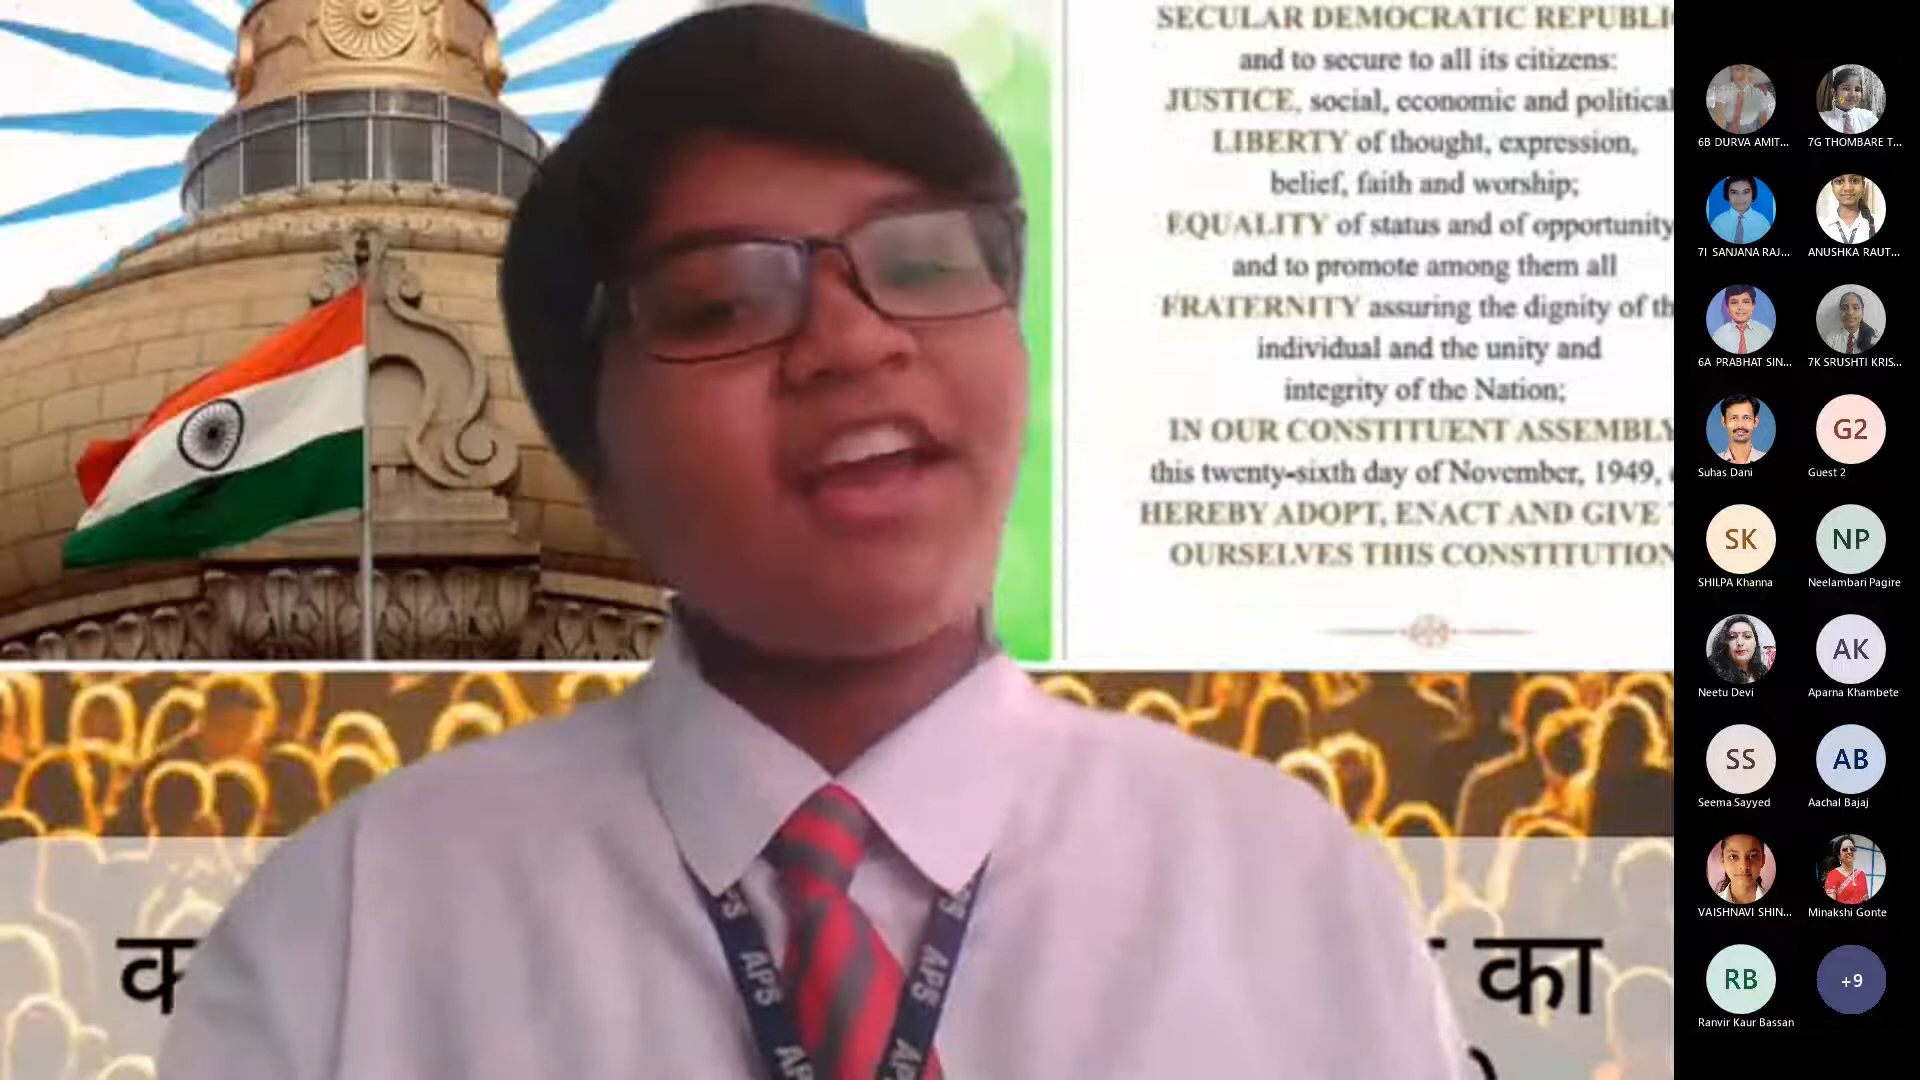 SECULAR DEMOCRATIC REPUBLI
and to secure to all its citizens:
JUSTICE, social, economic and political
LIBERTY of thought, expression,
belief, faith and worship;
EQUALITY of status and of opportunity
and to promote among them all
FRATERNITY assuring the dignity of th
individual and the unity and
integrity of the Nation;
IN OUR CONSTITUENT ASSEMBLY
this twenty-sixth day of November, 1949,
HEREBY ADOPT, ENACT AND GIVE
OURSELVES THIS CONSTITUTION
का
PS
APS
AP
PS
APS
APS
6B DURVA AMIT...
7G THOMBARE T...
7I SANJANA RAJ...
ANUSHKA RAUT...
6A PRABHAT SIN...
7K SRUSHTI KRIS...
Suhas Dani
G2
Guest 2
SK
SHILPA Khanna
NP
Neelambari Pagire
Neetu Devi
AK
Aparna Khambete
SS
Seema Sayyed
AB
Aachal Bajaj
VAISHNAVI SHIN...
Minakshi Gonte
RB
Ranvir Kaur Bassan
+9